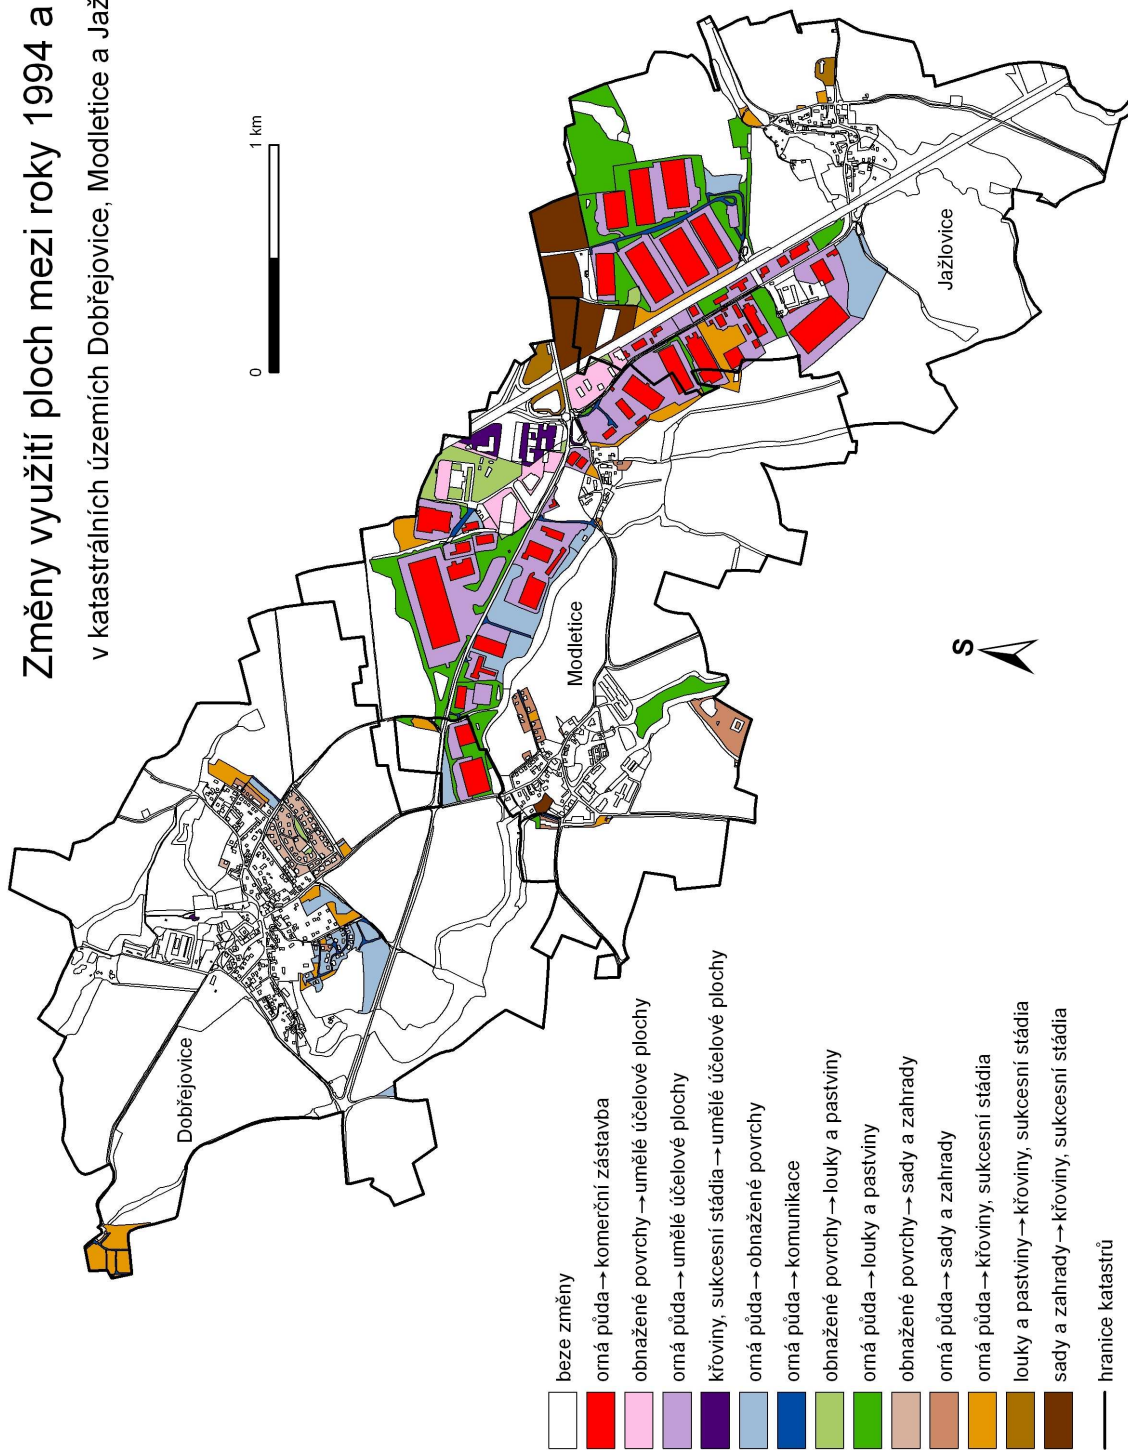 Změny využití ploch mezi roky 1994 a
v katastrálních územích Dobřejovice, Modletice a
0
1 km
Dobřejovice
Modletice
Jažlovice
S
beze změny
orná půda→komerční zástavba
obnažené povrchy→umělé účelové plochy
orná půda→umělé účelové plochy
křoviny, sukcesní stádia→umělé účelové plochy
orná půda→obnažené povrchy
orná půda→komunikace
obnažené povrchy→louky a pastviny
orná půda→louky a pastviny
obnažené povrchy→sady a zahrady
orná půda→sady a zahrady
orná půda→křoviny, sukcesní stádia
louky a pastviny→křoviny, sukcesní stádia
sady a zahrady→křoviny, sukcesní stádia
hranice katastrů